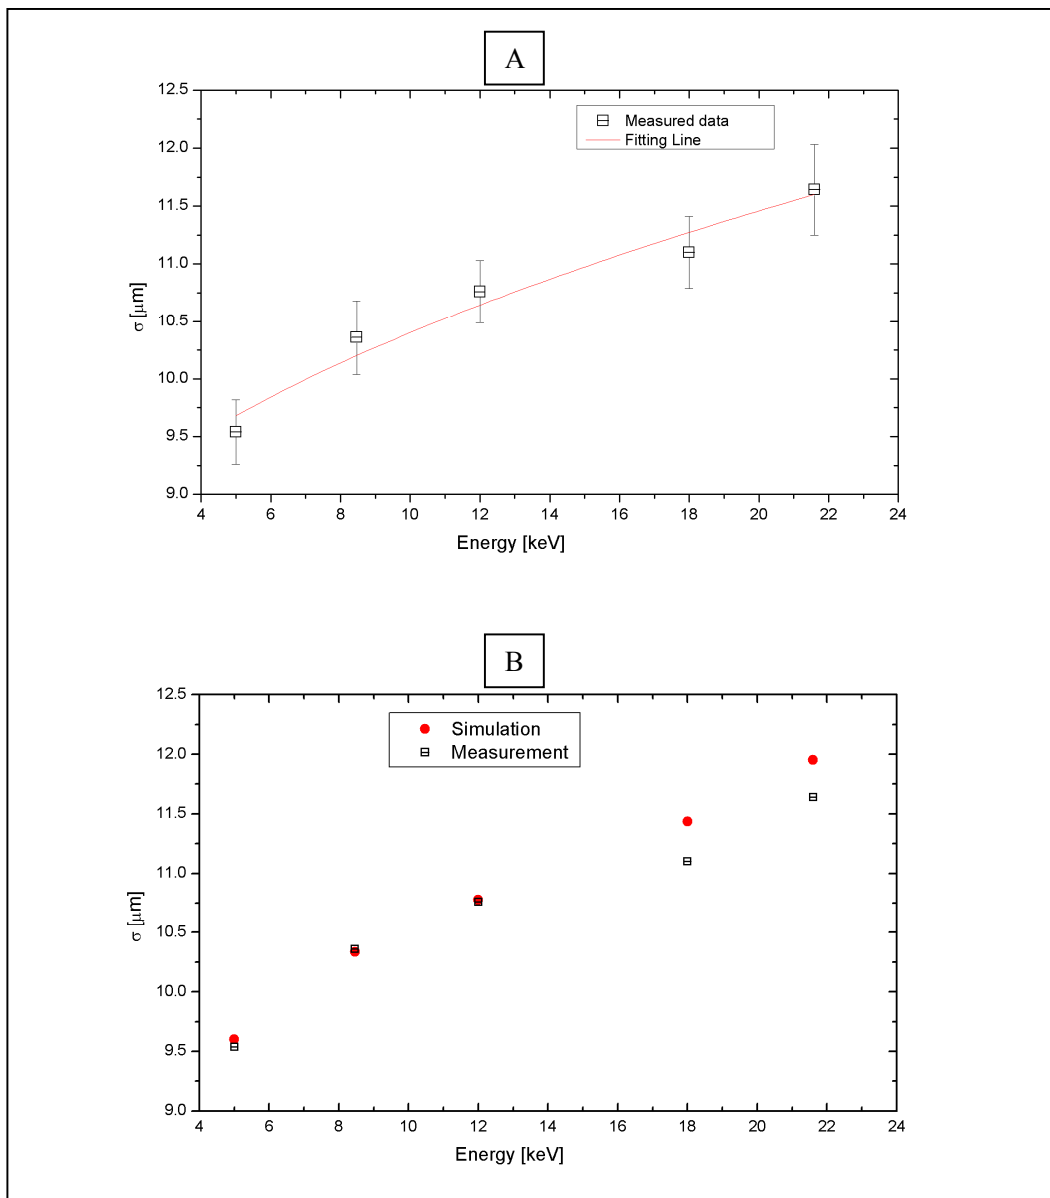 A
12.5
12.0
11.5
11.0
10.5
10.0
9.5
9.0
σ [μm]
Measured data
Fitting Line
4 6 8 10 12 14 16 18 20 22 24
Energy [keV]
B
12.5
12.0
11.5
11.0
10.5
10.0
9.5
9.0
σ [μm]
Simulation
Measurement
4 6 8 10 12 14 16 18 20 22 24
Energy [keV]